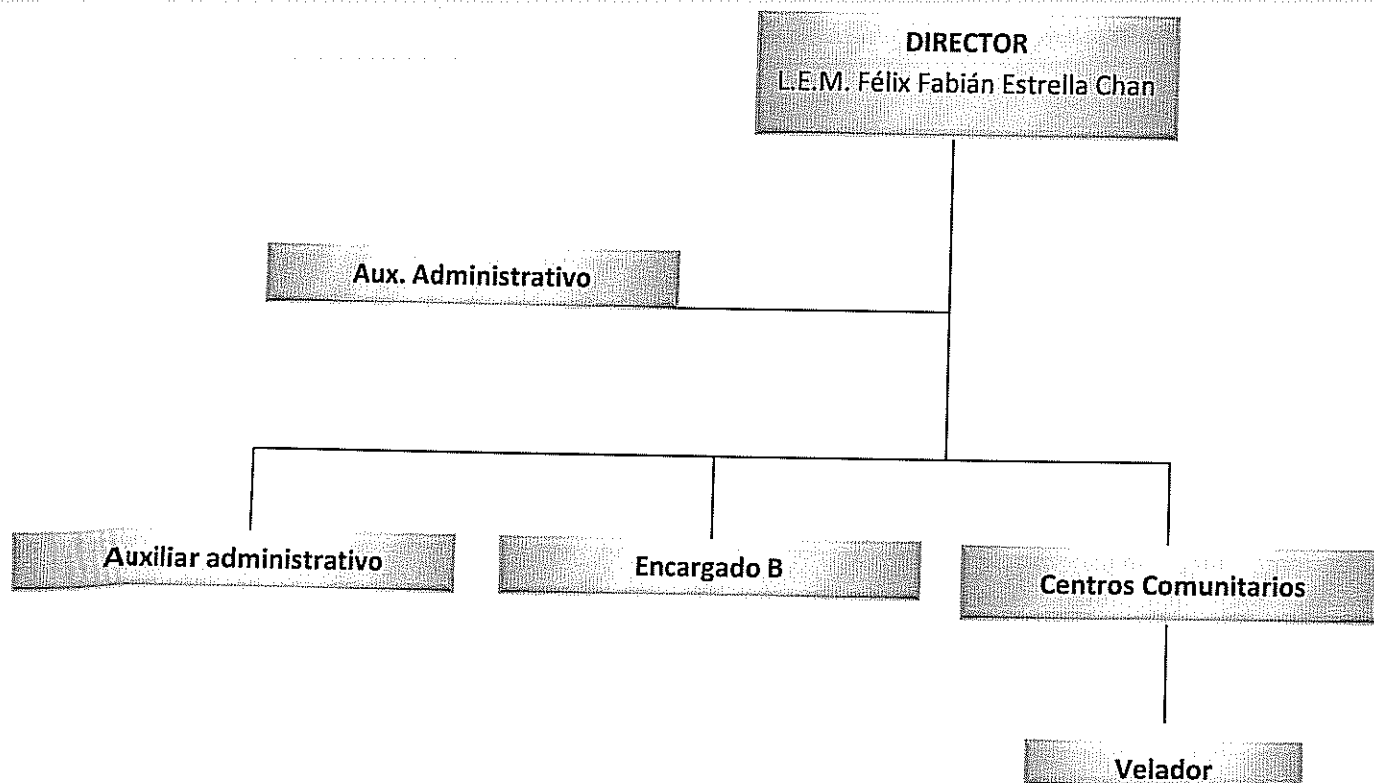 DIRECTOR
L.E.M. Félix Fabián Estrella Chan
Aux. Administrativo
Auxiliar administrativo
Encargado B
Centros Comunitarios
Velador